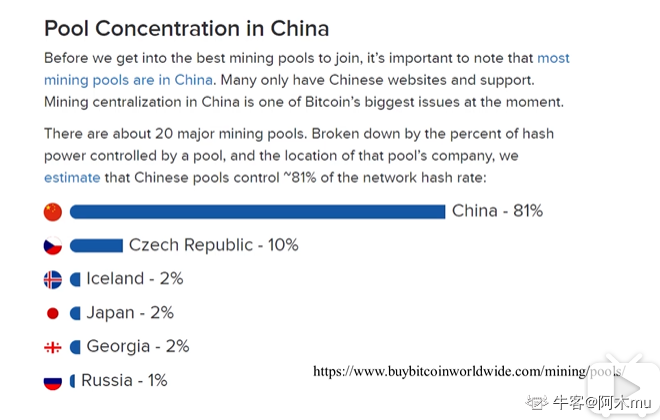 Pool Concentration in China
Before we get into the best mining pools to join, it's important to note that most
mining pools are in China. Many only have Chinese websites and support.
Mining centralization in China is one of Bitcoin's biggest issues at the moment.
There are about 20 major mining pools. Broken down by the percent of hash
power controlled by a pool, and the location of that pool's company, we
estimate that Chinese pools control ~81% of the network hash rate:
China - 81%
Czech Republic - 10%
Iceland - 2%
Japan - 2%
Georgia - 2%
Russia - 1%
https://www.buybitcoinworldwide.com/mining/pools/
牛客@阿木mu